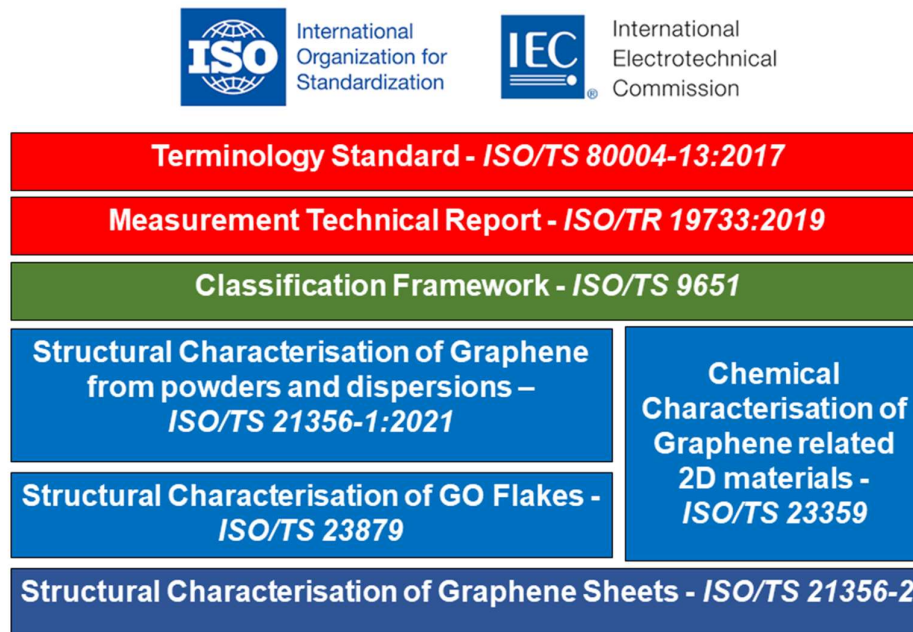 ISO
International
Organization for
Standardization
IEC
®
International
Electrotechnical
Commission
Terminology Standard - ISO/TS 80004-13:2017
Measurement Technical Report - ISO/TR 19733:2019
Classification Framework - ISO/TS 9651
Structural Characterisation of Graphene
from powders and dispersions –
ISO/TS 21356-1:2021
Structural Characterisation of GO Flakes -
ISO/TS 23879
Chemical
Characterisation of
Graphene related
2D materials -
ISO/TS 23359
Structural Characterisation of Graphene Sheets - ISO/TS 21356-2